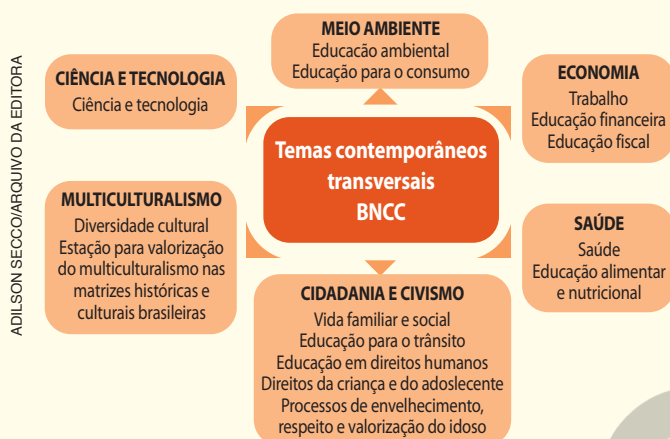 ADILSON SECCO/ARQUIVO DA EDITORA
MEIO AMBIENTE
Educacão ambiental
Educação para o consumo
CIÊNCIA E TECNOLOGIA
Ciência e tecnologia
ECONOMIA
Trabalho
Educação financeira
Educação fiscal
Temas contemporâneos
transversais
BNCC
MULTICULTURALISMO
Diversidade cultural
Estação para valorização
do multiculturalismo nas
matrizes históricas e
culturais brasileiras
SAÚDE
Saúde
Educação alimentar
e nutricional
CIDADANIA E CIVISMO
Vida familiar e social
Educação para o trânsito
Educação em direitos humanos
Direitos da criança e do adoslecente
Processos de envelhecimento,
respeito e valorização do idoso